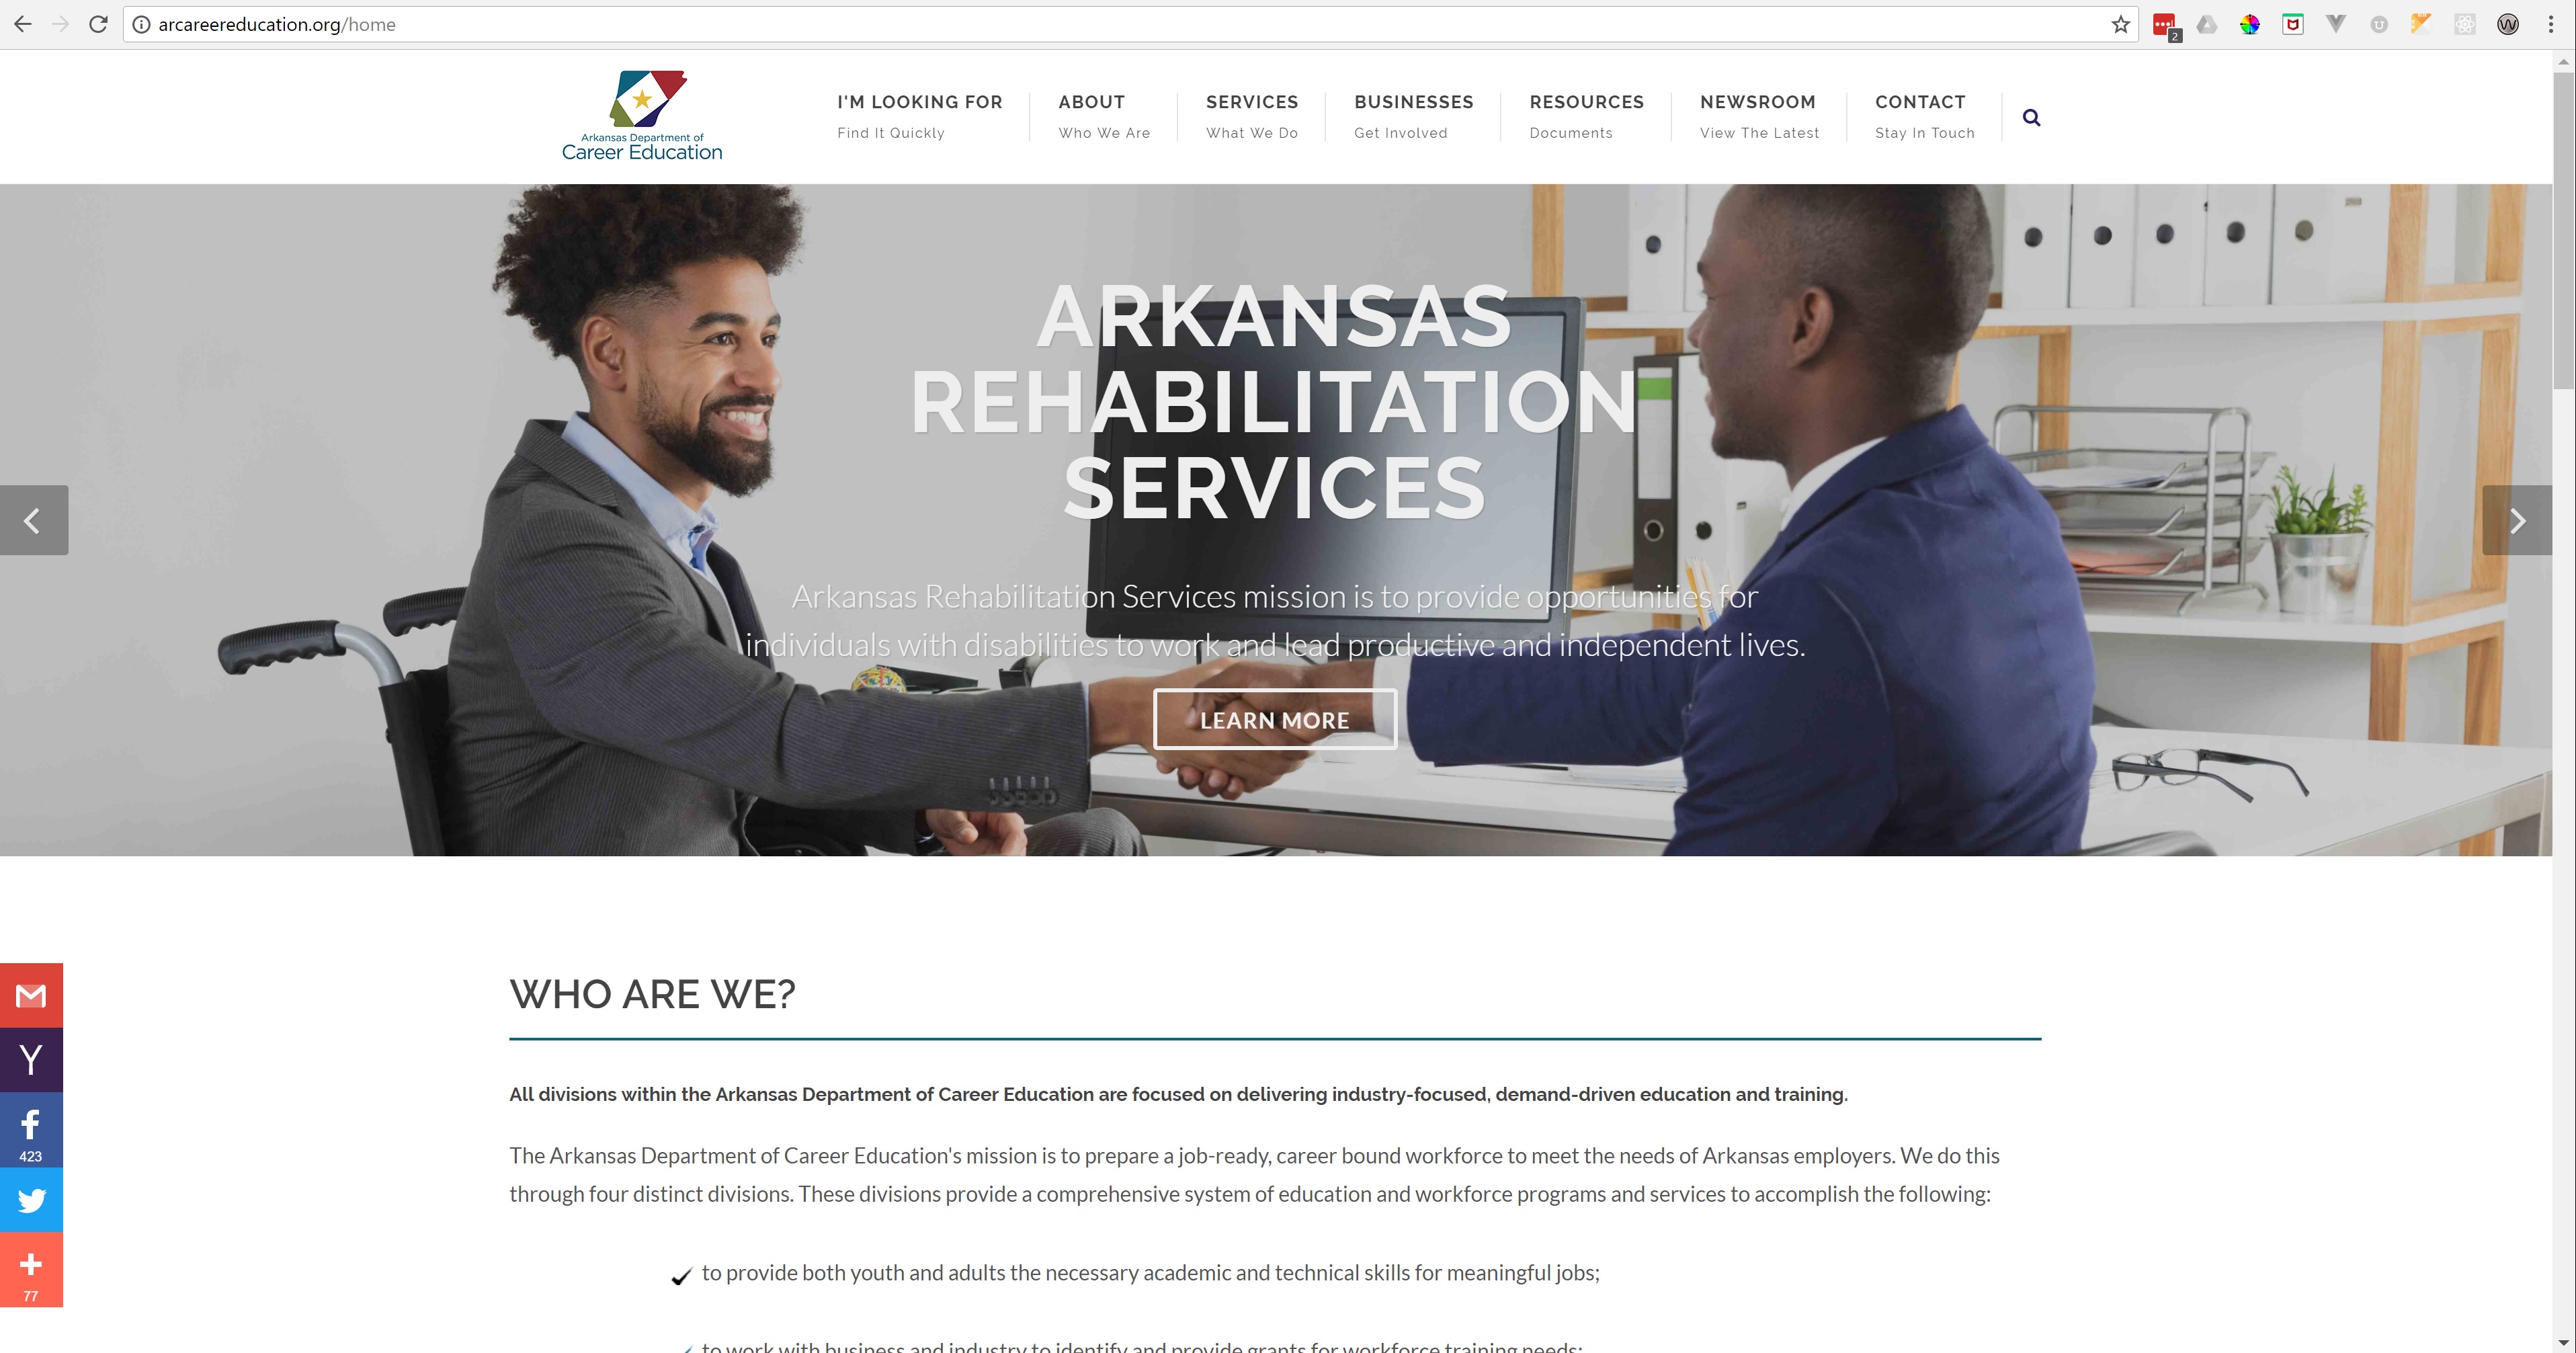 arcareereducation.org/home
2
Arkansas Department of
Career Education
I'M LOOKING FOR
Find It Quickly
ABOUT
Who We Are
SERVICES
What We Do
BUSINESSES
Get Involved
RESOURCES
Documents
NEWSROOM
View The Latest
CONTACT
Stay In Touch
ARKANSAS
REHABILITATION
SERVICES
Arkansas Rehabilitation Services mission is to provide opportunities for
individuals with disabilities to work and lead productive and independent lives.
LEARN MORE
WHO ARE WE?
All divisions within the Arkansas Department of Career Education are focused on delivering industry-focused, demand-driven education and training.
The Arkansas Department of Career Education's mission is to prepare a job-ready, career bound workforce to meet the needs of Arkansas employers. We do this
through four distinct divisions. These divisions provide a comprehensive system of education and workforce programs and services to accomplish the following:
to provide both youth and adults the necessary academic and technical skills for meaningful jobs;
to work with business and industry to identify and provide grants for workforce training needs;
423
77